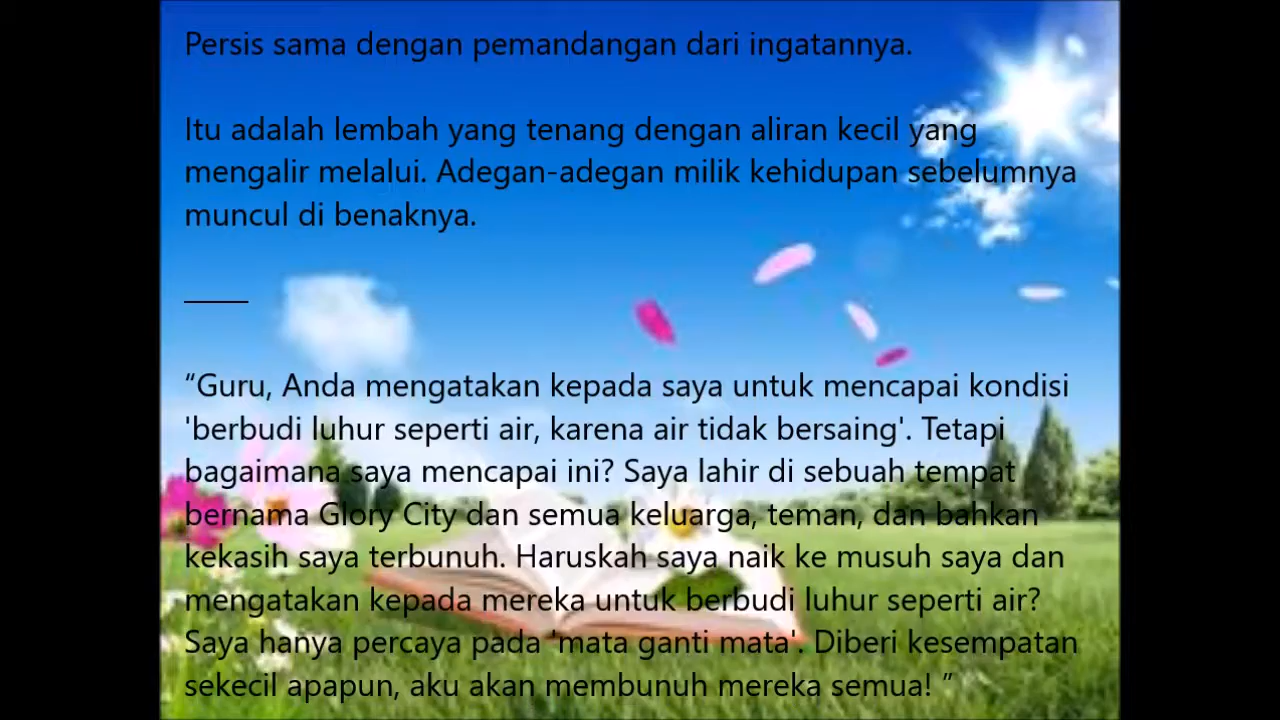 Persis sama dengan pemandangan dari ingatannya.
Itu adalah lembah yang tenang dengan aliran kecil yang
mengalir melalui. Adegan-adegan milik kehidupan sebelumnya
muncul di benaknya.
“Guru, Anda mengatakan kepada saya untuk mencapai kondisi
'berbudi luhur seperti air, karena air tidak bersaing'. Tetapi
bagaimana saya mencapai ini? Saya lahir di sebuah tempat
bernama Glory City dan semua keluarga, teman, dan bahkan
kekasih saya terbunuh. Haruskah saya naik ke musuh saya dan
mengatakan kepada mereka untuk berbudi luhur seperti air?
Saya hanya percaya pada 'mata ganti mata'. Diberi kesempatan
sekecil apapun, aku akan membunuh mereka semua! ”